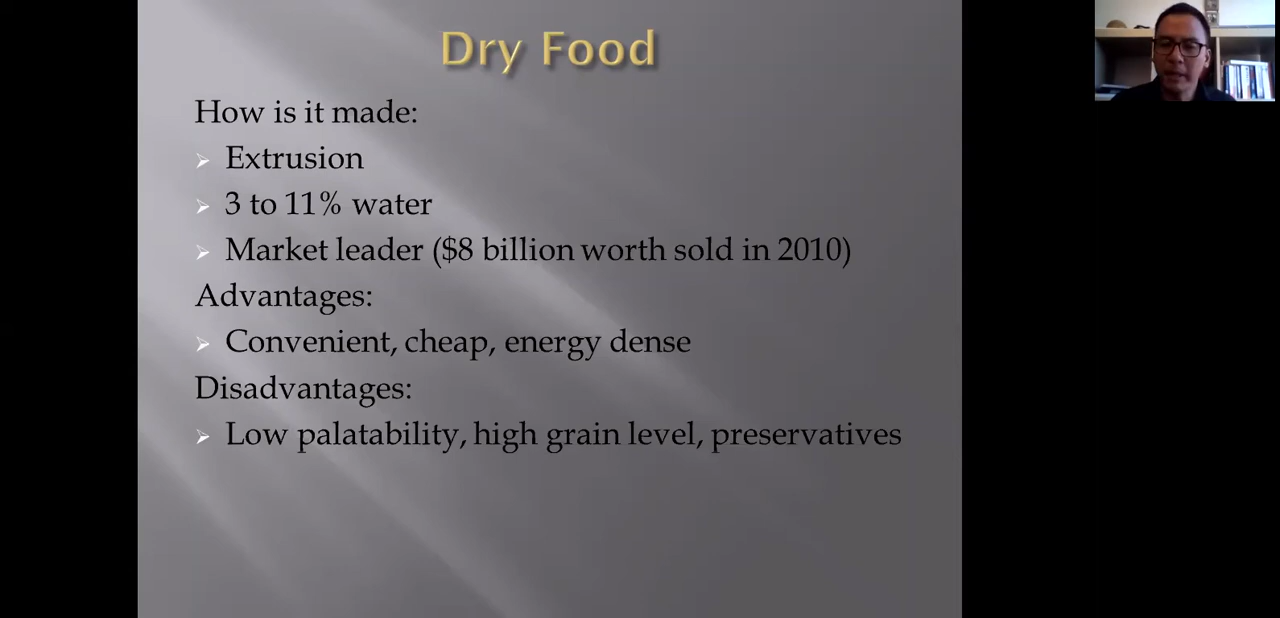 Dry Food
How is it made:
Extrusion
3 to 11% water
Market leader ($8 billion worth sold in 2010)
Advantages:
Convenient, cheap, energy dense
Disadvantages:
Low palatability, high grain level, preservatives